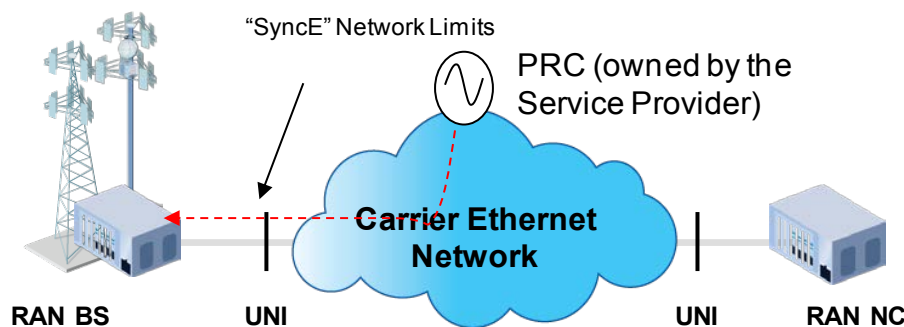 “SyncE” Network Limits
PRC (owned by the
Service Provider)
Carrier Ethernet
Network
RAN BS
UNI
UNI
RAN NC